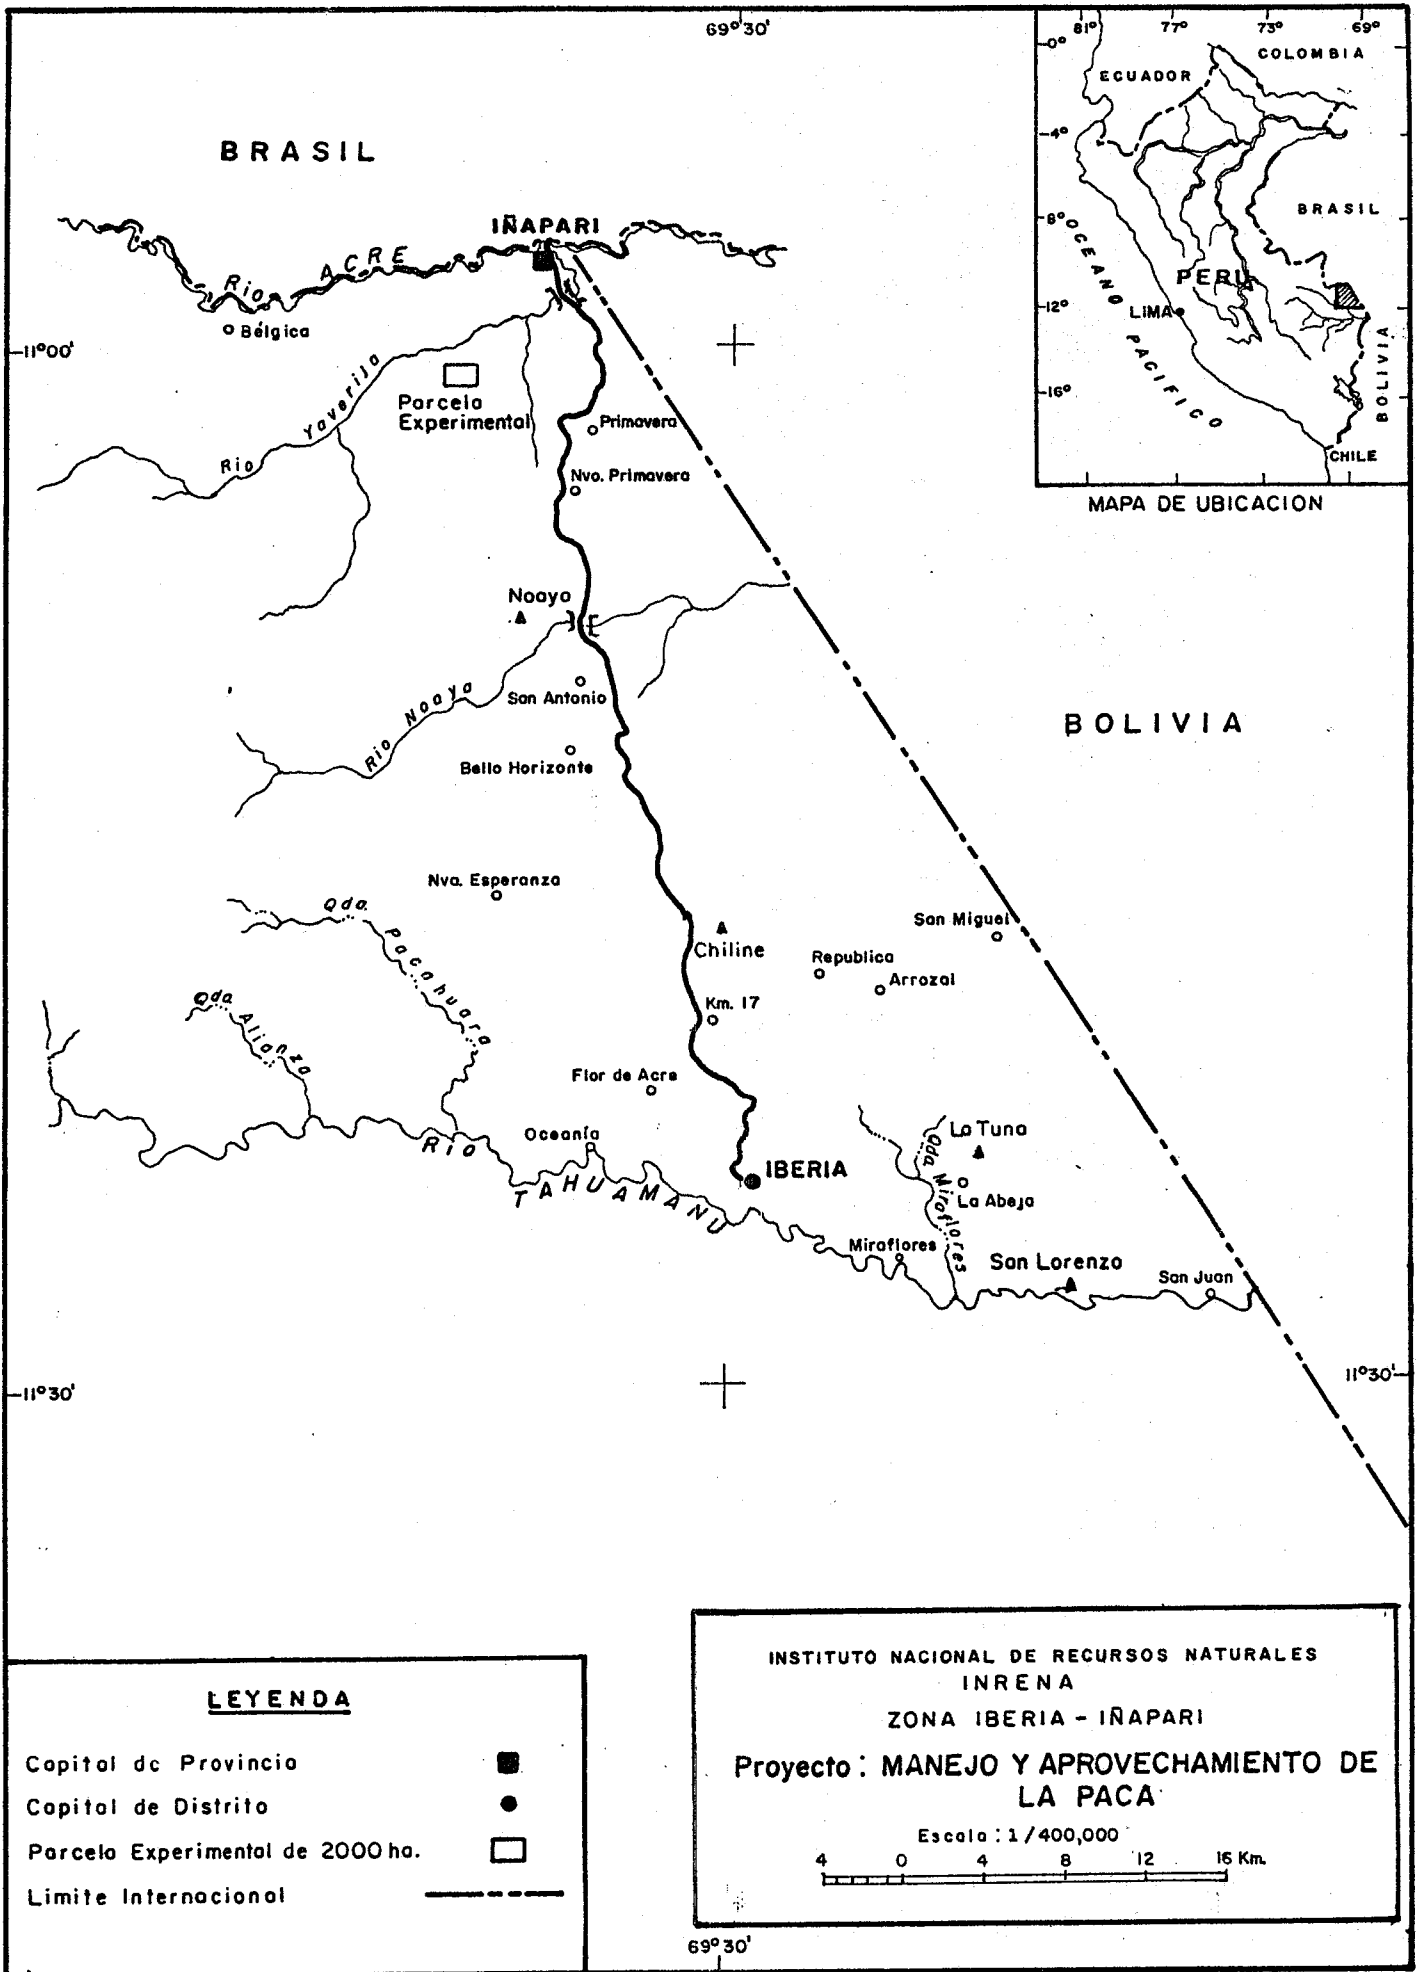 69°30'
81°
77°
73°
69°
0°
COLOMBIA
ECUADOR
4°
BRASIL
8°
BRASIL
IÑAPARI
OCEANO PACIFICO
PERU
Rio ACRE
12°
LIMA
Bélgica
BOLIVIA
11°00'
16°
Parcela
Experimental
Rio Yaverija
Primavera
CHILE
Nvo. Primavera
MAPA DE UBICACION
Noaya
San Antonio
Rio Noaya
BOLIVIA
Bello Horizonte
Nva. Esperanza
Qda. Pacahuara
San Miguel
Chiline
Republica
Arrozal
Qda. Alianza
Km. 17
Flor de Acre
Oceanía
La Tuna
Rio TAHUAMANU
IBERIA
Qda. Miraflores
La Abeja
Miraflores
San Lorenzo
San Juan
11°30'
11°30'
INSTITUTO NACIONAL DE RECURSOS NATURALES
INRENA
ZONA IBERIA - IÑAPARI
Proyecto: MANEJO Y APROVECHAMIENTO DE
LA PACA
Escala: 1/400,000
4 0 4 8 12 16 Km.
LEYENDA
Capital de Provincia
Capital de Distrito
Parcela Experimental de 2000 ha.
Limite Internacional
69°30'